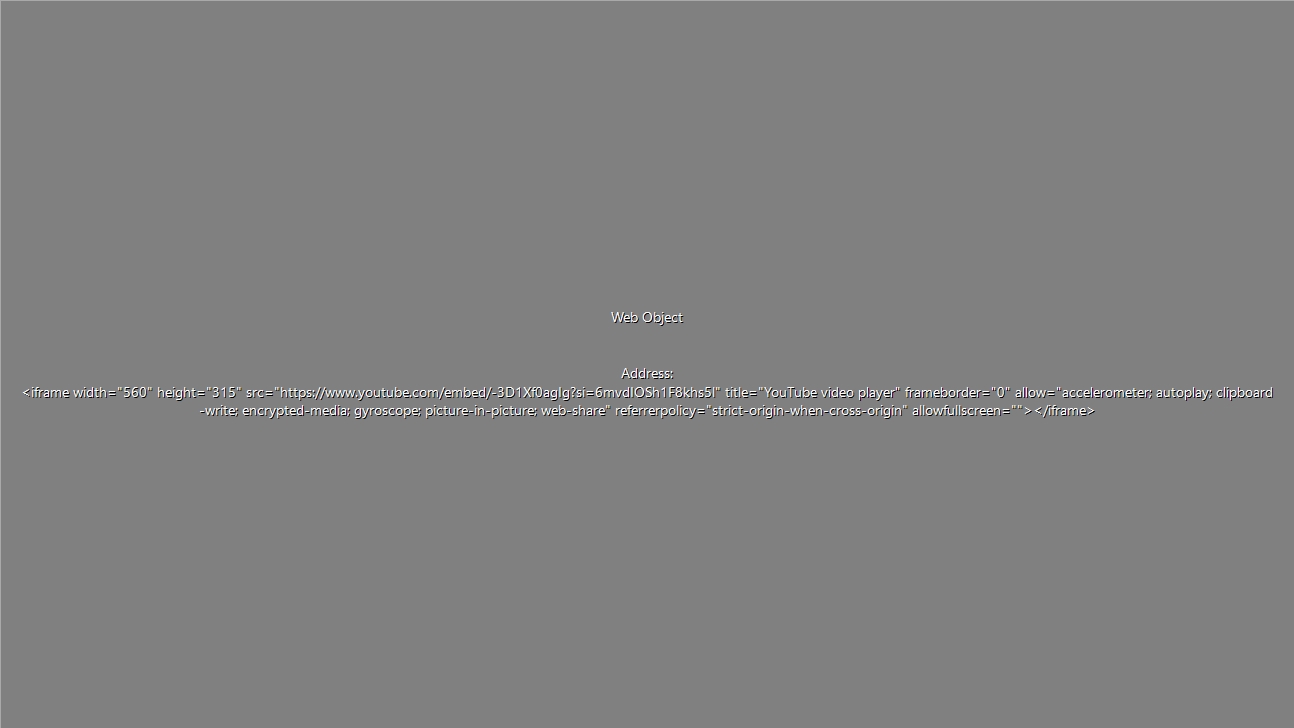 Web Object
Address:
<iframe width="560" height="315" src="https://www.youtube.com/embed/-3D1Xf0agIg?si=6mvdIOSh1F8khs5l" title="YouTube video player" frameborder="0" allow="accelerometer; autoplay; clipboard
-write; encrypted-media; gyroscope; picture-in-picture; web-share" referrerpolicy="strict-origin-when-cross-origin" allowfullscreen=""></iframe>